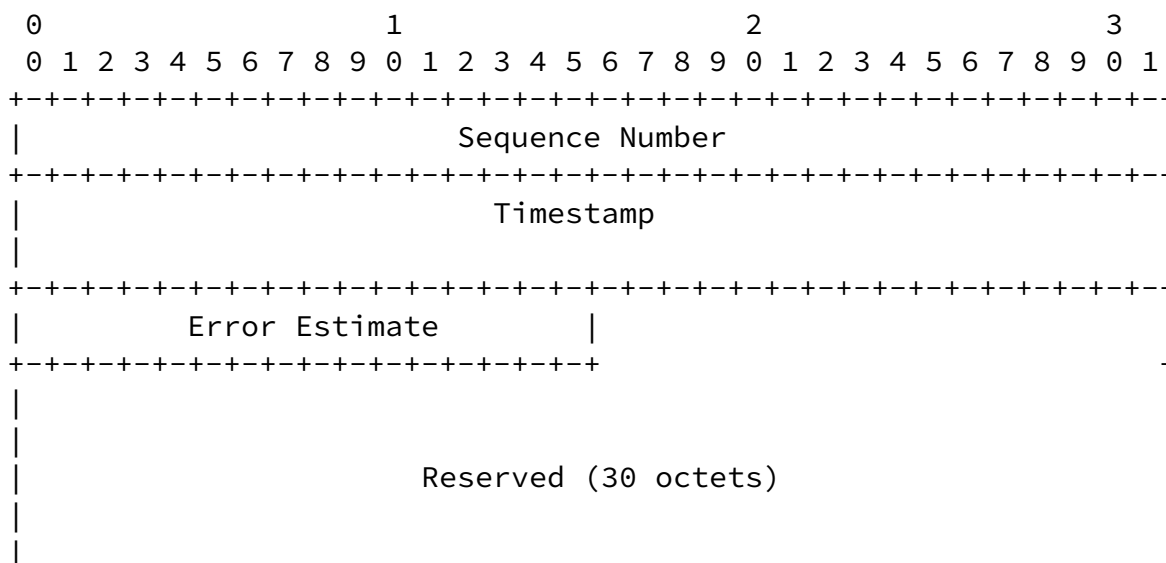 0                   1                   2                   3
0 1 2 3 4 5 6 7 8 9 0 1 2 3 4 5 6 7 8 9 0 1 2 3 4 5 6 7 8 9 0 1
+-+-+-+-+-+-+-+-+-+-+-+-+-+-+-+-+-+-+-+-+-+-+-+-+-+-+-+-+-+-+--
|                        Sequence Number
+-+-+-+-+-+-+-+-+-+-+-+-+-+-+-+-+-+-+-+-+-+-+-+-+-+-+-+-+-+-+--
|                          Timestamp
|
+-+-+-+-+-+-+-+-+-+-+-+-+-+-+-+-+-+-+-+-+-+-+-+-+-+-+-+-+-+-+--
|         Error Estimate        |
+-+-+-+-+-+-+-+-+-+-+-+-+-+-+-+-+                               -
|
|
|                      Reserved (30 octets)
|
|